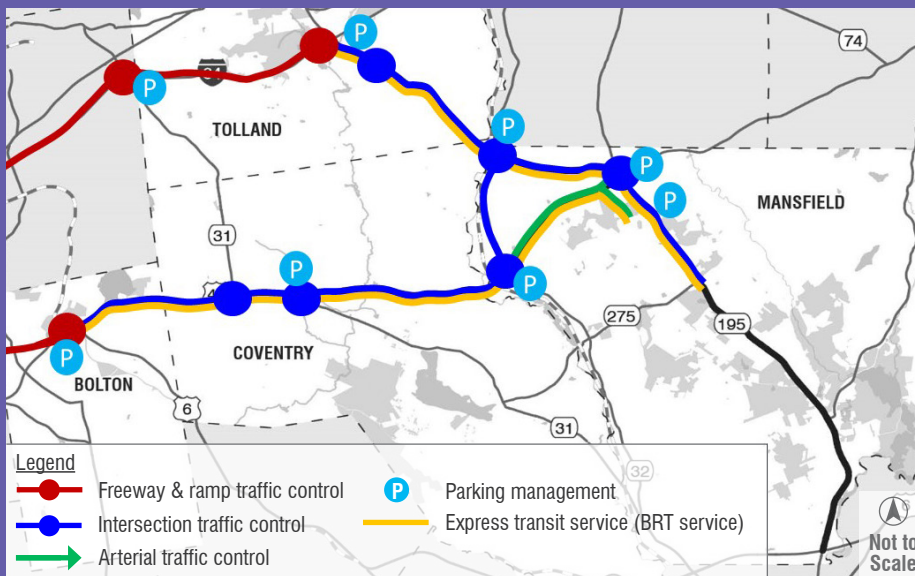 74
P
P
84
TOLLAND
P
P
P
MANSFIELD
31
P
P
275
195
COVENTRY
P
BOLTON
6
31
32
Legend
Freeway & ramp traffic control
P Parking management
Intersection traffic control
Express transit service (BRT service)
Arterial traffic control
Not to
Scale